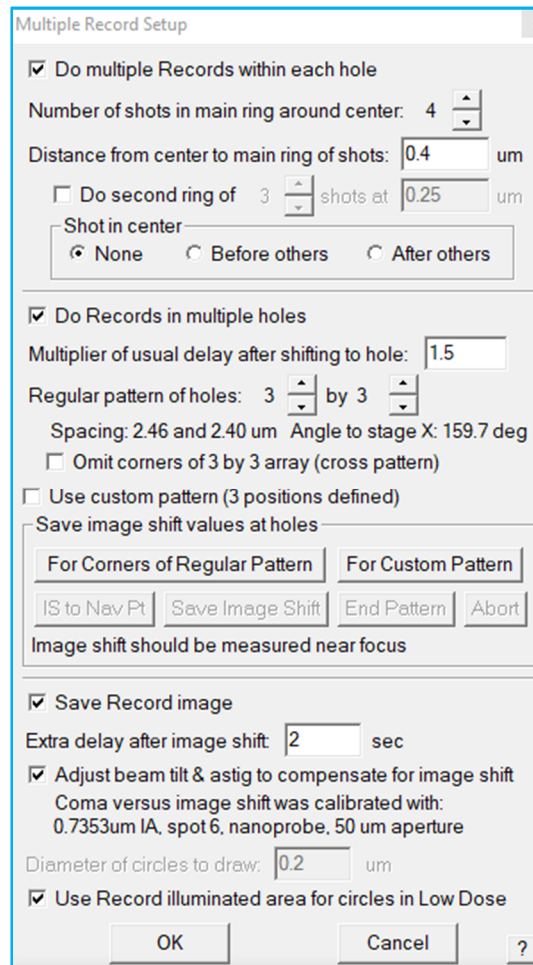 Multiple Record Setup
Do multiple Records within each hole
Number of shots in main ring around center: 4
Distance from center to main ring of shots: 0.4 um
Do second ring of 3 shots at 0.25 um
Shot in center
None Before others After others
Do Records in multiple holes
Multiplier of usual delay after shifting to hole: 1.5
Regular pattern of holes: 3 by 3
Spacing: 2.46 and 2.40 um Angle to stage X: 159.7 deg
Omit corners of 3 by 3 array (cross pattern)
Use custom pattern (3 positions defined)
Save image shift values at holes
For Corners of Regular Pattern For Custom Pattern
IS to Nav Pt Save Image Shift End Pattern Abort
Image shift should be measured near focus
Save Record image
Extra delay after image shift: 2 sec
Adjust beam tilt & astig to compensate for image shift
Coma versus image shift was calibrated with:
0.7353um IA, spot 6, nanoprobe, 50 um aperture
Diameter of circles to draw: 0.2 um
Use Record illuminated area for circles in Low Dose
OK Cancel ?